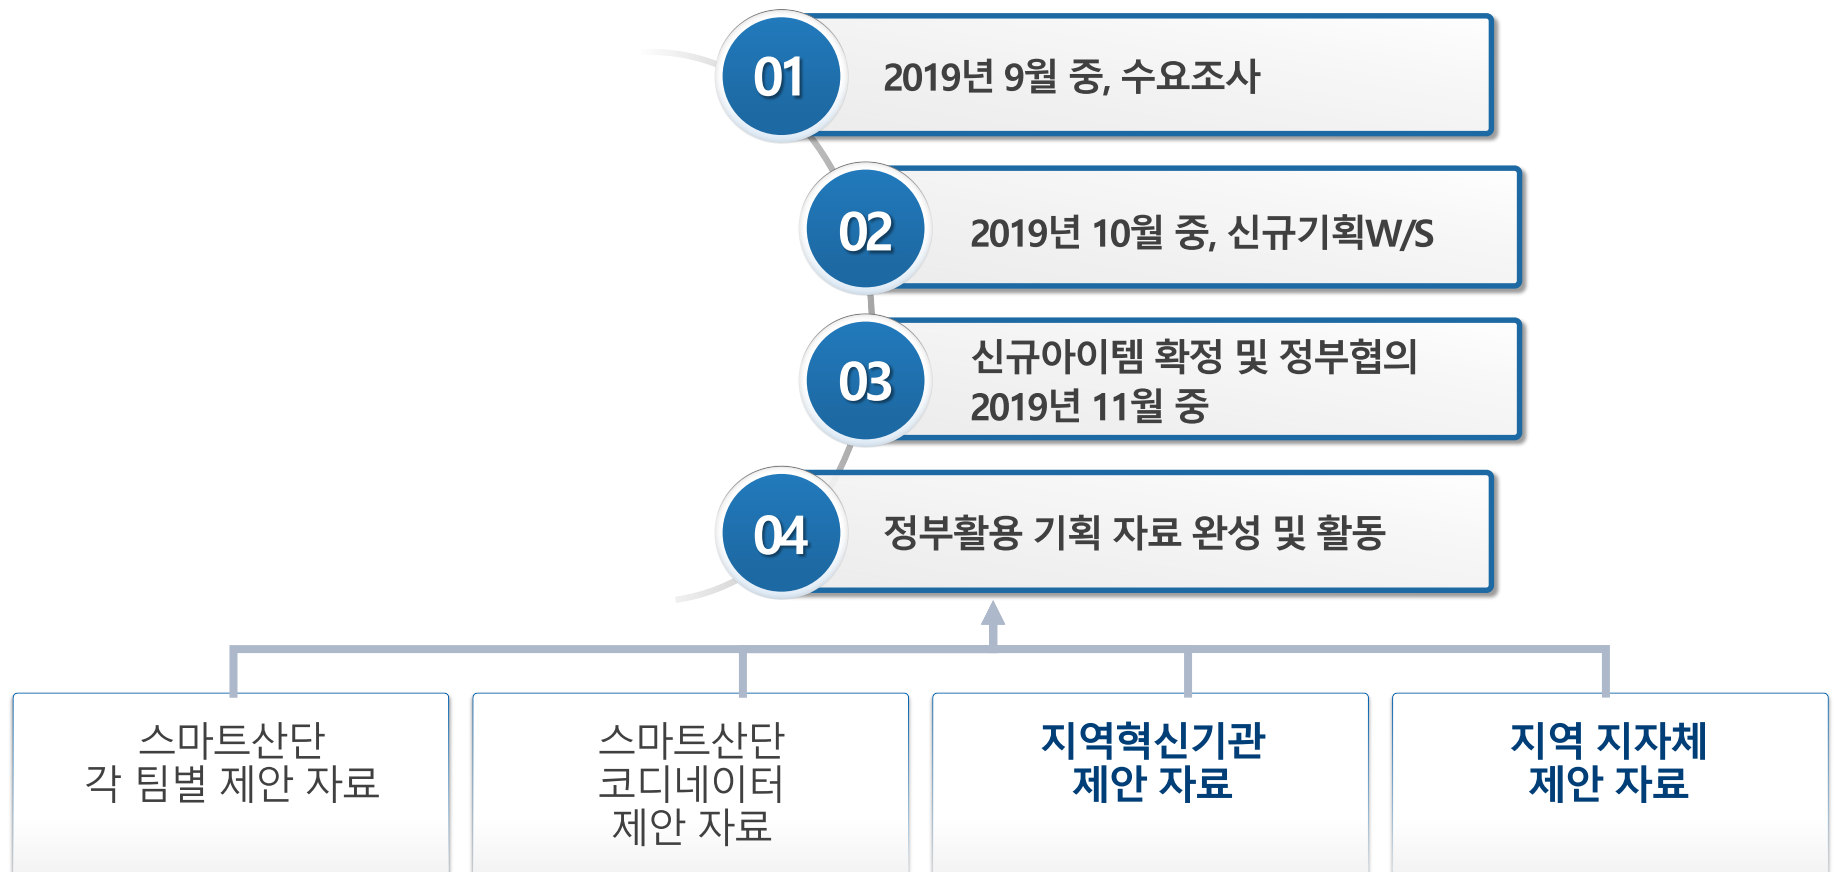 01
2019년 9월 중, 수요조사
02
2019년 10월 중, 신규기획W/S
03
신규아이템 확정 및 정부협의
2019년 11월 중
04
정부활용 기획 자료 완성 및 활동
스마트산단
각 팀별 제안 자료
스마트산단
코디네이터
제안 자료
지역혁신기관
제안 자료
지역 지자체
제안 자료